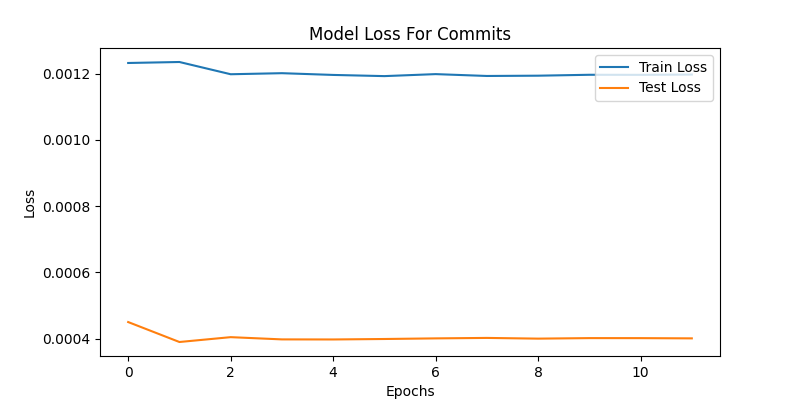 Model Loss For Commits
Train Loss
Test Loss
0.0012
0.0010
0.0008
0.0006
0.0004
Loss
0
2
4
6
8
10
Epochs